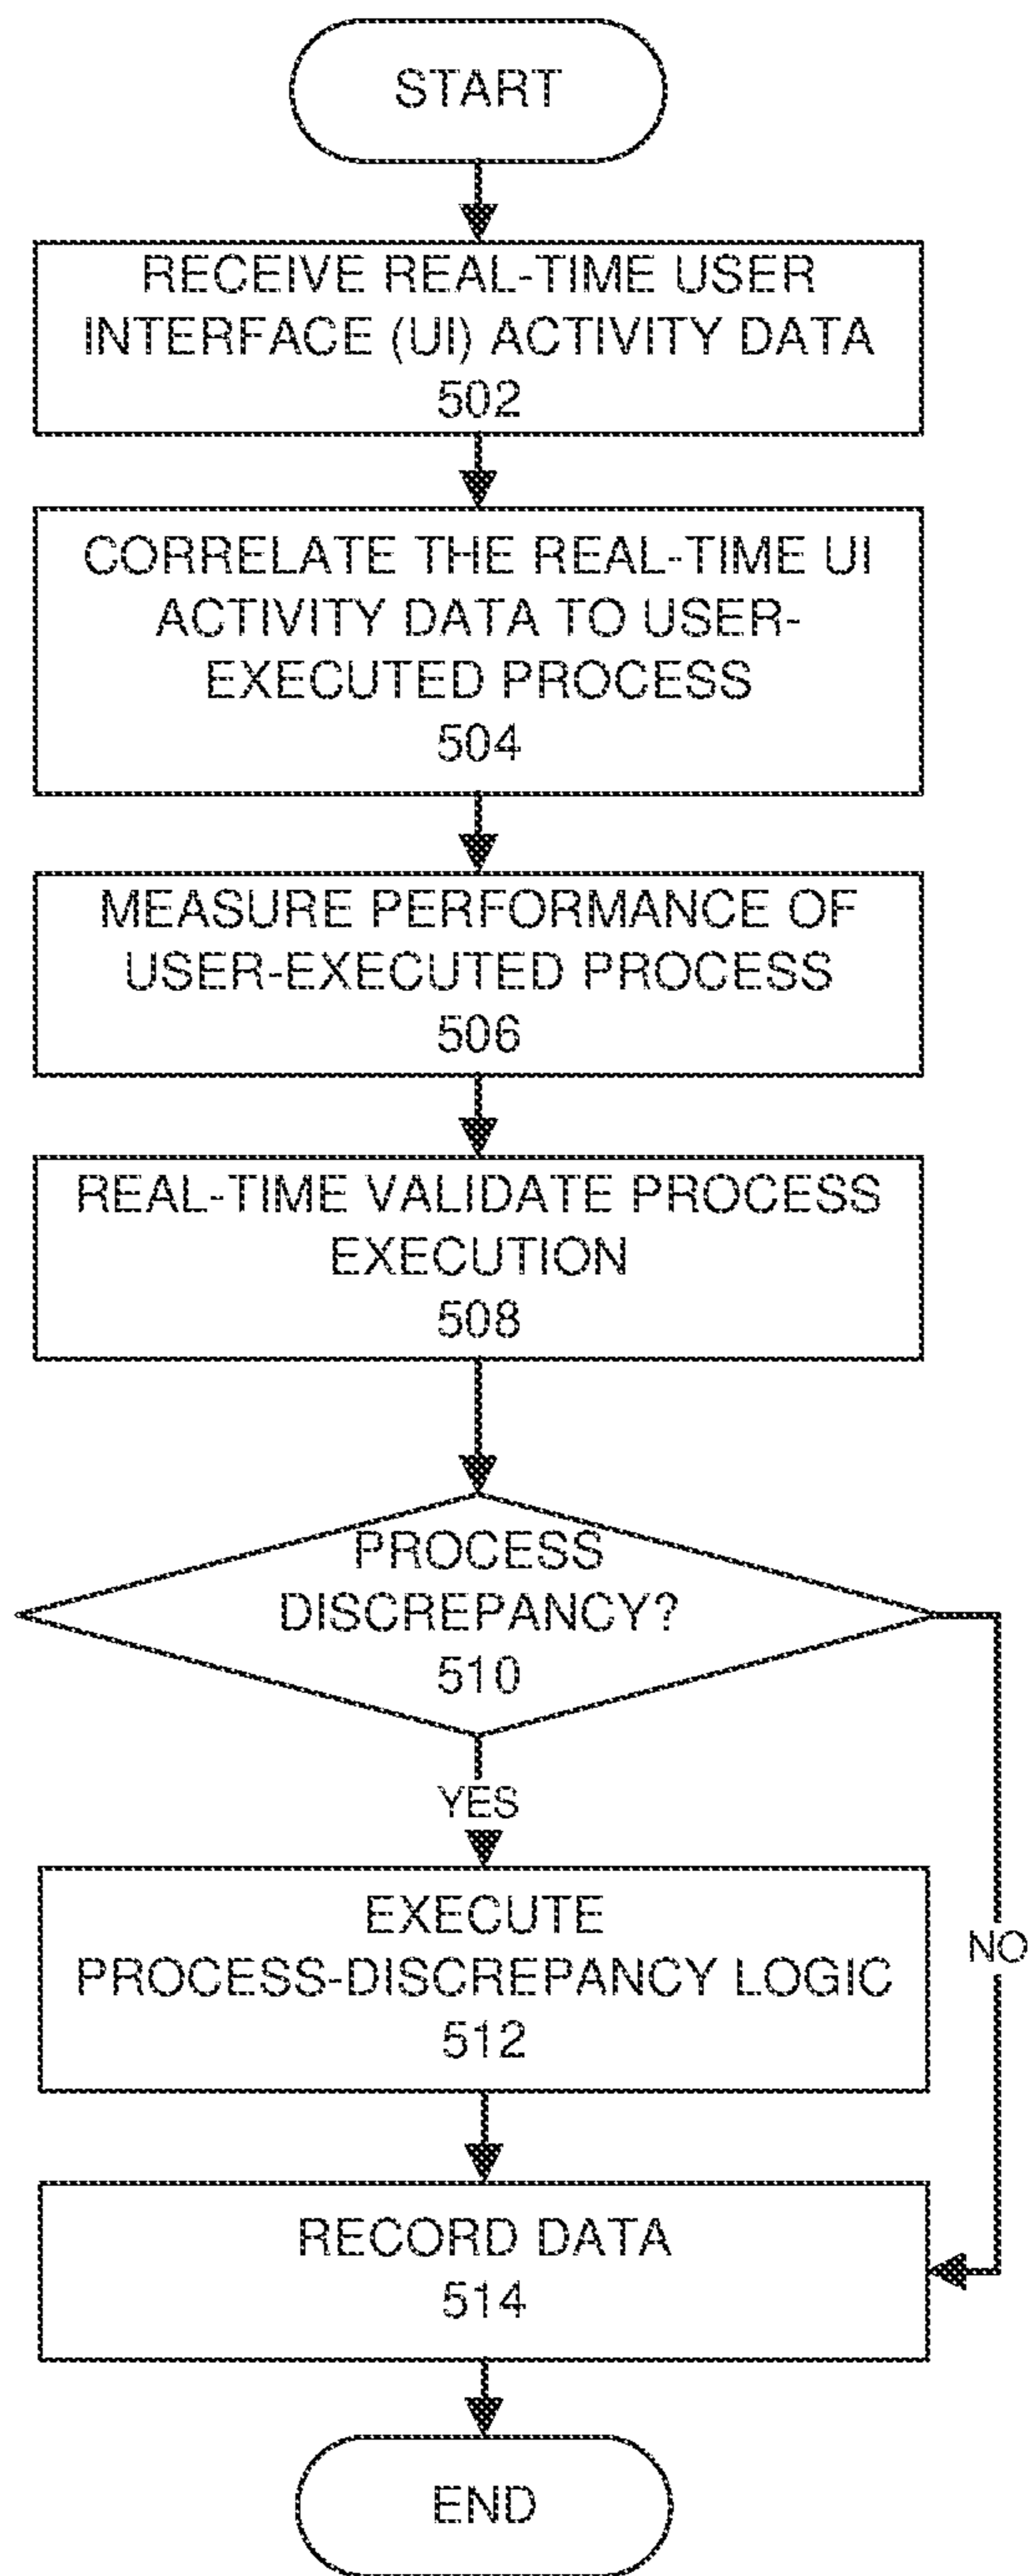 START
RECEIVE REAL-TIME USER
INTERFACE (UI) ACTIVITY DATA
502
CORRELATE THE REAL-TIME UI
ACTIVITY DATA TO USER-
EXECUTED PROCESS
504
MEASURE PERFORMANCE OF
USER-EXECUTED PROCESS
506
REAL-TIME VALIDATE PROCESS
EXECUTION
508
PROCESS
DISCREPANCY?
510
YES
EXECUTE
PROCESS-DISCREPANCY LOGIC
512
NO
RECORD DATA
514
END